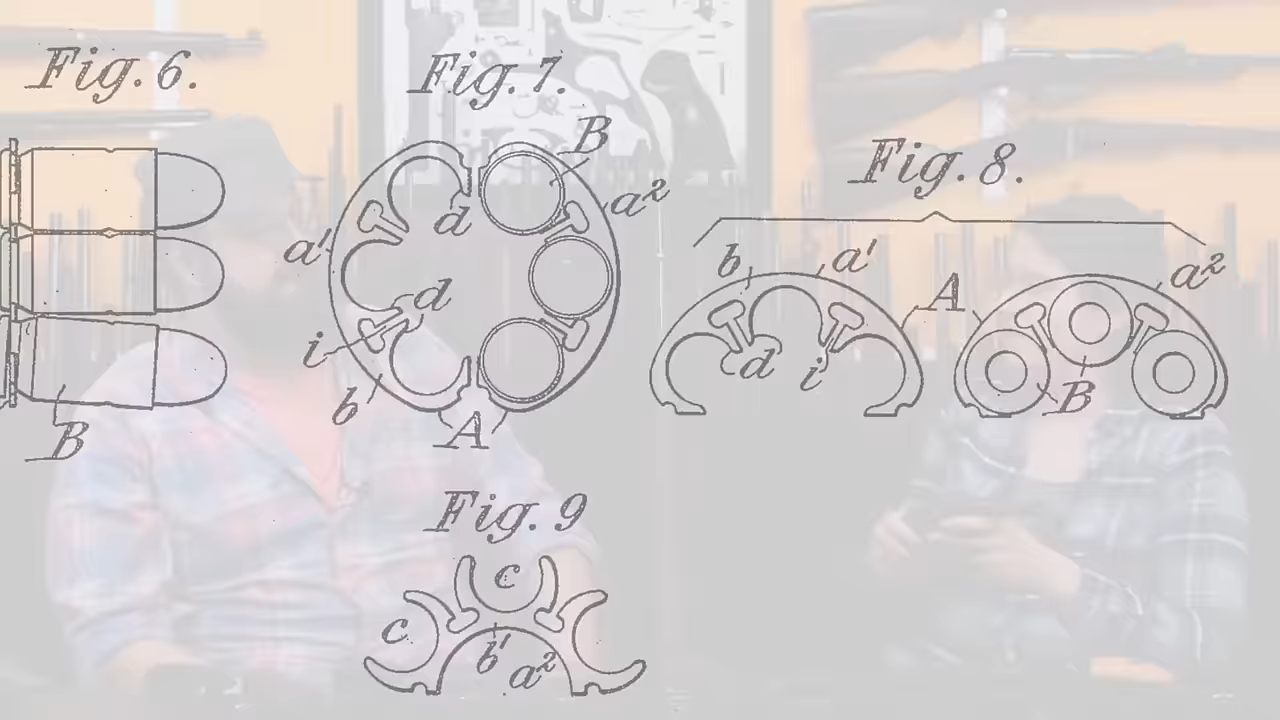 Fig. 6.
B
Fig. 7.
B
a²
a'
d
d
i
b
A
Fig. 8.
b
a'
A
a²
d
i
B
Fig. 9
c
c
b'
a²